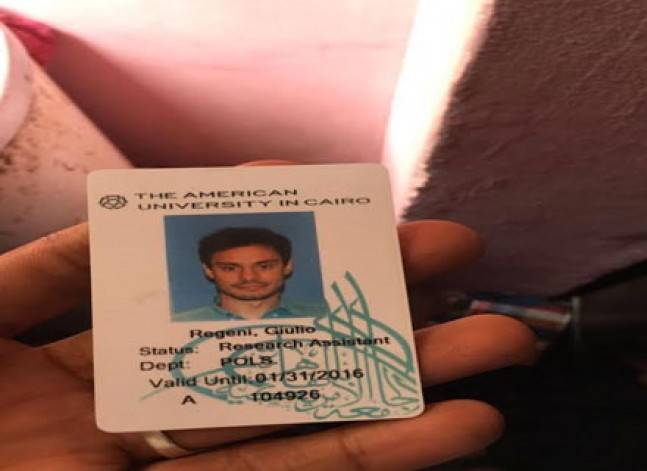 THE AMERICAN
UNIVERSITY IN CAIRO
Regeni, Giulio
Status: Research Assistant
Dept: POLS
Valid Until: 01/31/2016
A 104926